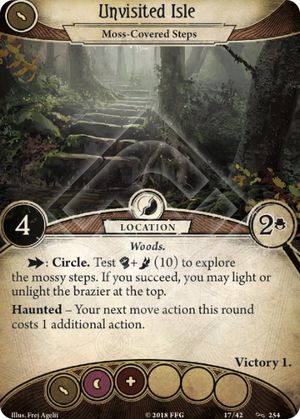 Unvisited Isle
Moss-Covered Steps
4
LOCATION
2
Woods.
: Circle. Test + (10) to explore
the mossy steps. If you succeed, you may light or
unlight the brazier at the top.
Haunted – Your next move action this round
costs 1 additional action.
Victory 1.
Illus. Frej Agelii
© 2018 FFG
17/42
254